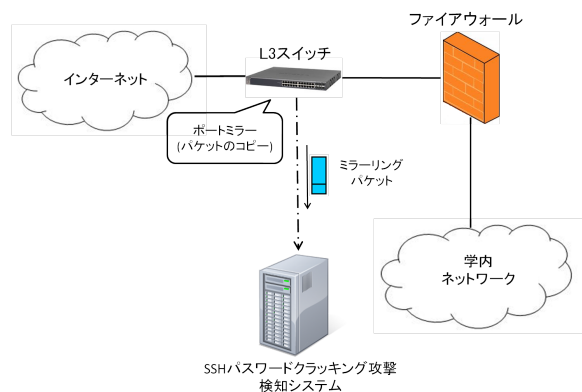 ファイアウォール
L3スイッチ
インターネット
ポートミラー
(パケットのコピー)
ミラーリング
パケット
学内
ネットワーク
SSHパスワードクラッキング攻撃
検知システム